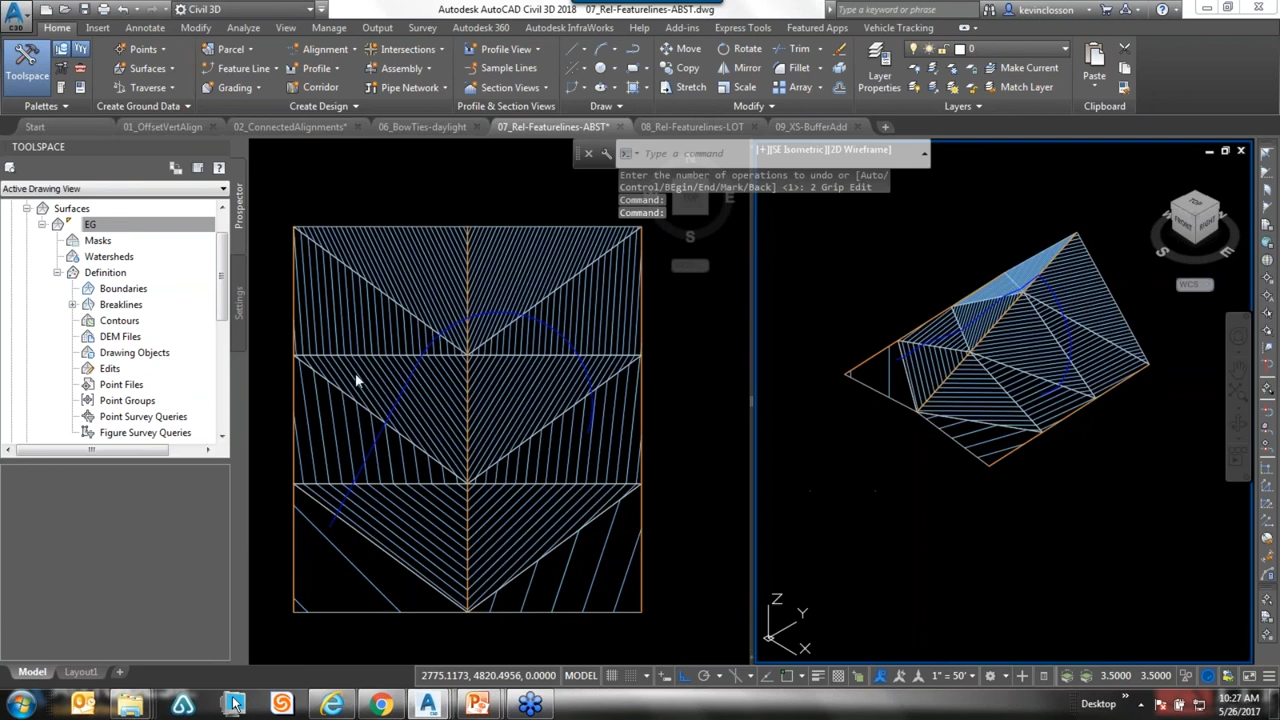 Civil 3D
Autodesk AutoCAD Civil 3D 2018 07_Rel-Featurelines-ABST.dwg
Type a keyword or phrase
kevinclosson
Home Insert Annotate Modify Analyze View Manage Output Survey Autodesk 360 Autodesk InfraWorks Help Add-ins Express Tools Featured Apps Vehicle Tracking
Toolspace
Points
Surfaces
Traverse
Parcel
Feature Line
Grading
Alignment
Profile
Corridor
Intersections
Assembly
Pipe Network
Profile View
Sample Lines
Section Views
Move
Copy
Stretch
Rotate
Mirror
Scale
Trim
Fillet
Array
Layer
Properties
0
Make Current
Match Layer
Paste
Palettes
Create Ground Data
Create Design
Profile & Section Views
Draw
Modify
Layers
Clipboard
Start
01_OffsetVertAlign
02_ConnectedAlignments*
06_BowTies-daylight
07_Rel-Featurelines-ABST*
08_Rel-Featurelines-LOT
09_XS-BufferAdd
TOOLSPACE
Active Drawing View
Surfaces
EG
Masks
Watersheds
Definition
Boundaries
Breaklines
Contours
DEM Files
Drawing Objects
Edits
Point Files
Point Groups
Point Survey Queries
Figure Survey Queries
Prospector
Settings
Type a command
[+][SE Isometric][2D Wireframe]
Enter the number of operations to undo or [Auto/
Control/BEgin/End/Mark/Back] <1>: 2 Grip Edit
Command:
Command:
E
S
TOP
FRONT
RIGHT
S
E
WCS
Z
Y
X
Model
Layout1
2775.1173, 4820.4956, 0.0000
MODEL
1" = 50'
3.5000
3.5000
Desktop
10:27 AM
5/26/2017